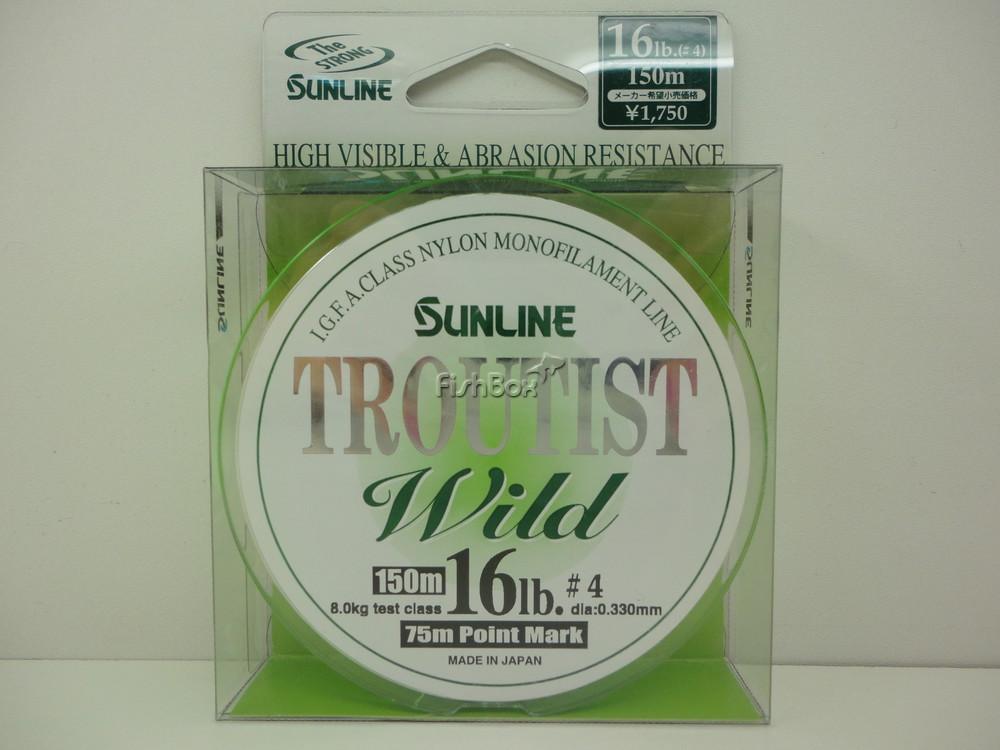 The
STRONG
SUNLINE
16lb.(#4)
150m
メーカー希望小売価格
¥1,750
HIGH VISIBLE & ABRASION RESISTANCE
SUNLINE
SUNLINE
SUNLINE
I.G.F.A.CLASS NYLON MONOFILAMENT LINE
SUNLINE
TROUTIST
FishBox
Wild
150m 16lb. #4
8.0kg test class dia:0.330mm
75m Point Mark
MADE IN JAPAN